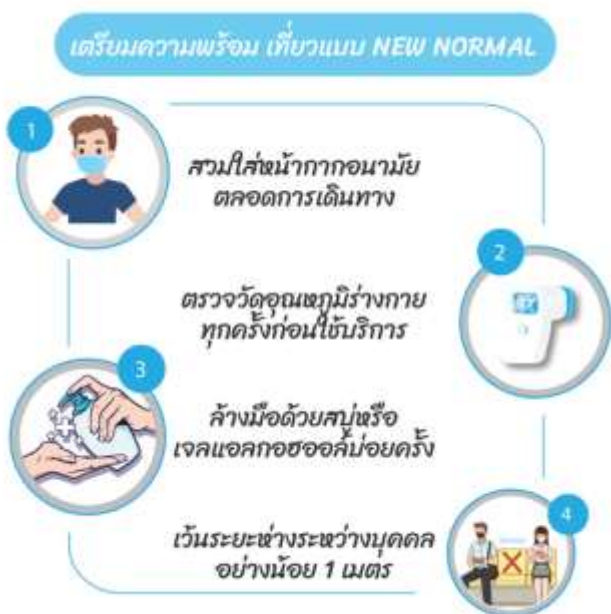 เตรียมความพร้อม เที่ยวแบบ NEW NORMAL
1
สวมใส่หน้ากากอนามัย
ตลอดการเดินทาง
2
ตรวจวัดอุณหภูมิร่างกาย
ทุกครั้งก่อนใช้บริการ
3
ล้างมือด้วยสบู่หรือ
เจลแอลกอฮอล์บ่อยครั้ง
4
เว้นระยะห่างระหว่างบุคคล
อย่างน้อย 1 เมตร